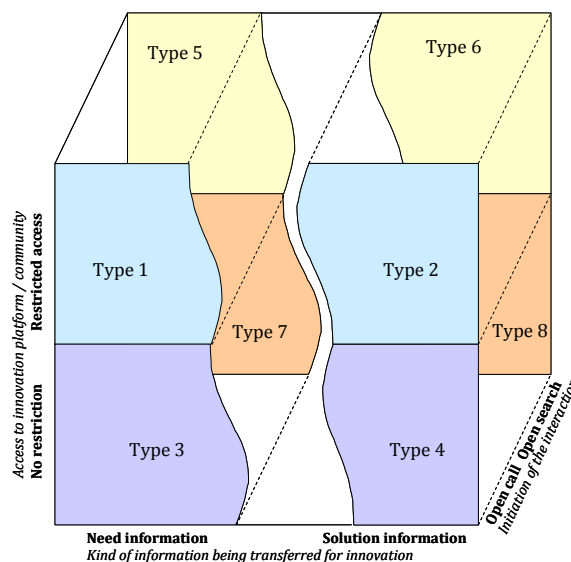 Type 5
Type 6
Type 1
Type 2
Type 7
Type 8
Type 3
Type 4
Access to innovation platform / community
No restriction Restricted access
Open call Open search
Initiation of the interaction
Need information Solution information
Kind of information being transferred for innovation